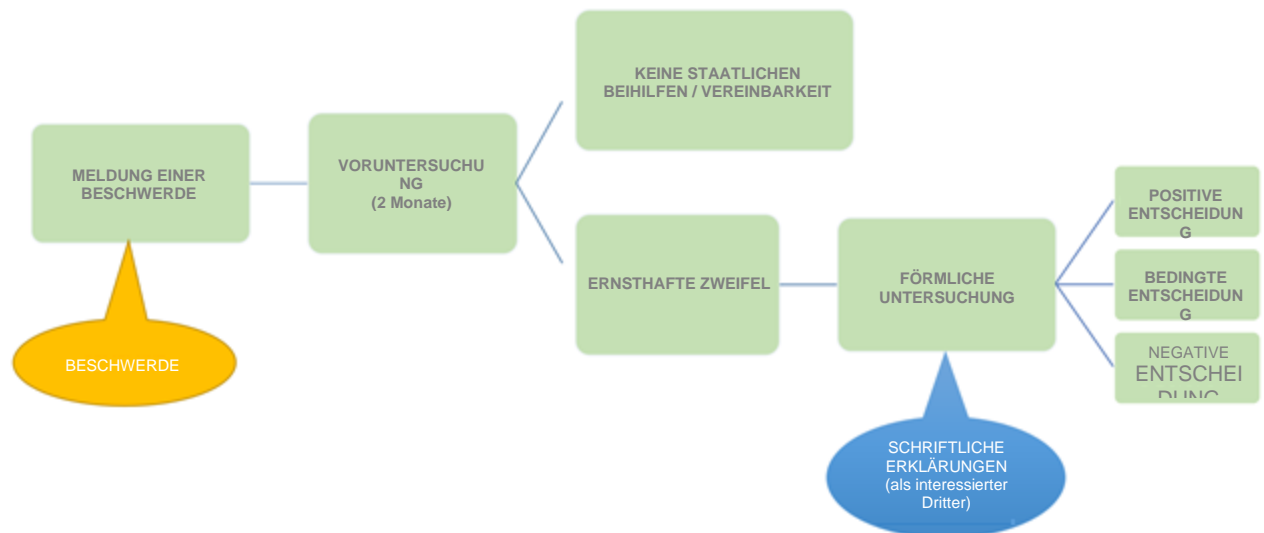 KEINE STAATLICHEN
BEIHILFEN / VEREINBARKEIT
MELDUNG EINER
BESCHWERDE
VORUNTERSUCHU
NG
(2 Monate)
ERNSTHAFTE ZWEIFEL
FÖRMLICHE
UNTERSUCHUNG
POSITIVE
ENTSCHEIDUN
G
BEDINGTE
ENTSCHEIDUN
G
NEGATIVE
ENTSCHEI
DUNG
BESCHWERDE
SCHRIFTLICHE
ERKLÄRUNGEN
(als interessierter
Dritter)